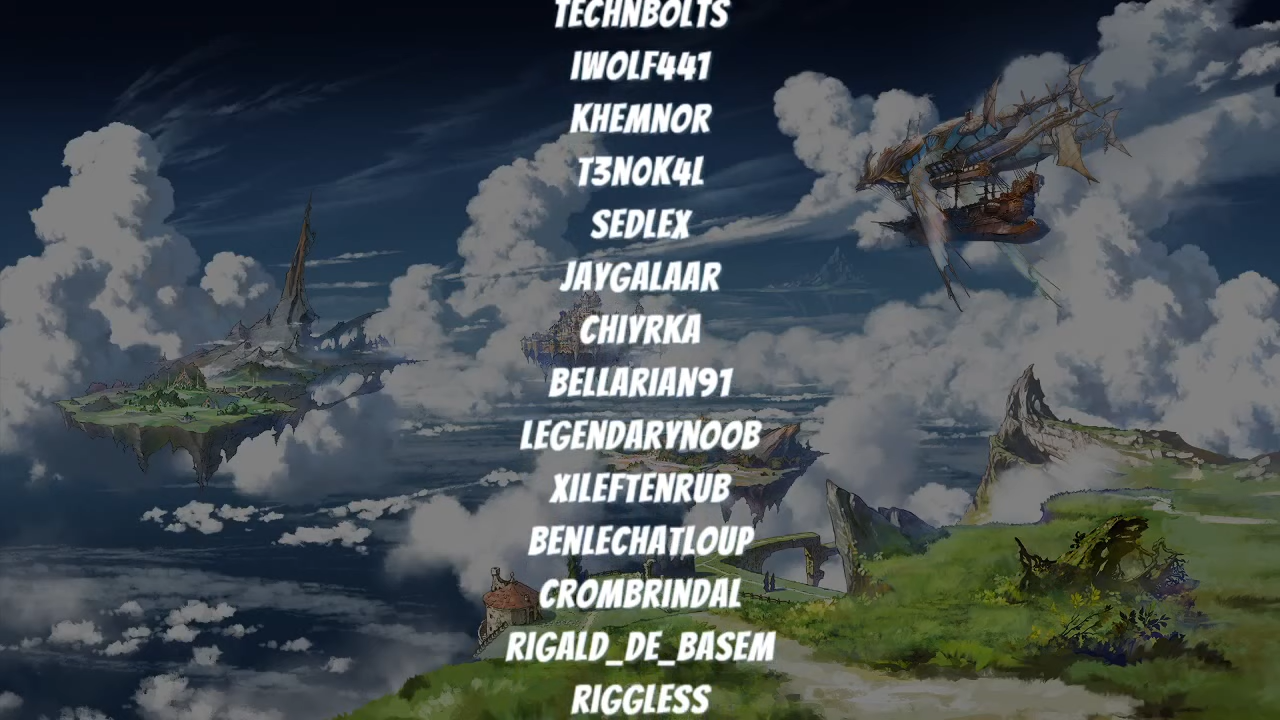 TECHNBOLTS
IWOLF441
KHEMNOR
T3NOK4L
SEDLEX
JAYGALAAR
CHIYRKA
BELLARIAN91
LEGENDARYNOOB
XILEFTENRUB
BENLECHATLOUP
CROMBRINDAL
RIGALD_DE_BASEM
RIGGLESS